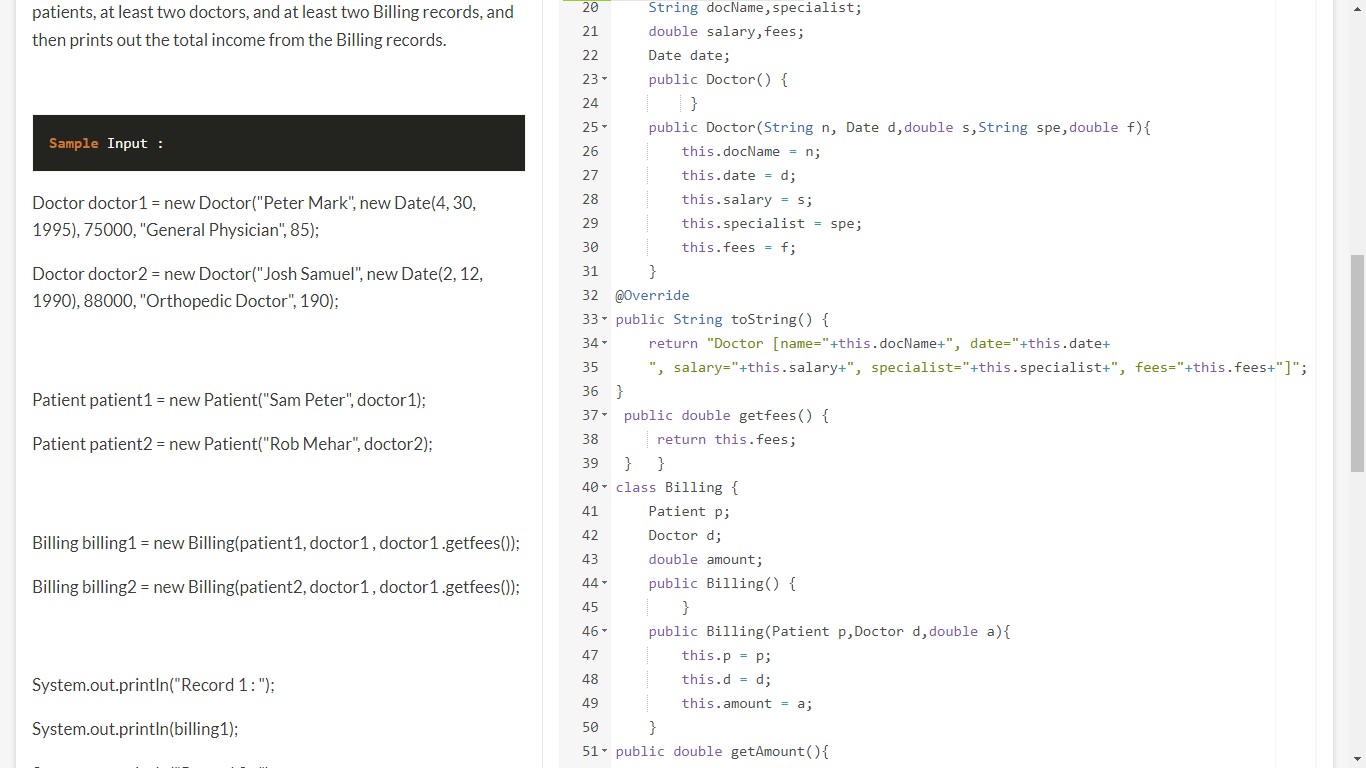 patients, at least two doctors, and at least two Billing records, and
then prints out the total income from the Billing records.
Sample Input :
Doctor doctor1 = new Doctor("Peter Mark", new Date(4, 30,
1995), 75000, "General Physician", 85);
Doctor doctor2 = new Doctor("Josh Samuel", new Date(2, 12,
1990), 88000, "Orthopedic Doctor", 190);
Patient patient1 = new Patient("Sam Peter", doctor1);
Patient patient2 = new Patient("Rob Mehar", doctor2);
Billing billing1 = new Billing(patient1, doctor1 , doctor1 .getfees());
Billing billing2 = new Billing(patient2, doctor1 , doctor1 .getfees());
System.out.println("Record 1 : ");
System.out.println(billing1);
20 String docName,specialist;
21 double salary,fees;
22 Date date;
23 public Doctor() {
24 }
25 public Doctor(String n, Date d,double s,String spe,double f){
26 this.docName = n;
27 this.date = d;
28 this.salary = s;
29 this.specialist = spe;
30 this.fees = f;
31 }
32 @Override
33 public String toString() {
34 return "Doctor [name="+this.docName+", date="+this.date+
35 ", salary="+this.salary+", specialist="+this.specialist+", fees="+this.fees+"]";
36 }
37 public double getfees() {
38 return this.fees;
39 } }
40 class Billing {
41 Patient p;
42 Doctor d;
43 double amount;
44 public Billing() {
45 }
46 public Billing(Patient p,Doctor d,double a){
47 this.p = p;
48 this.d = d;
49 this.amount = a;
50 }
51 public double getAmount(){